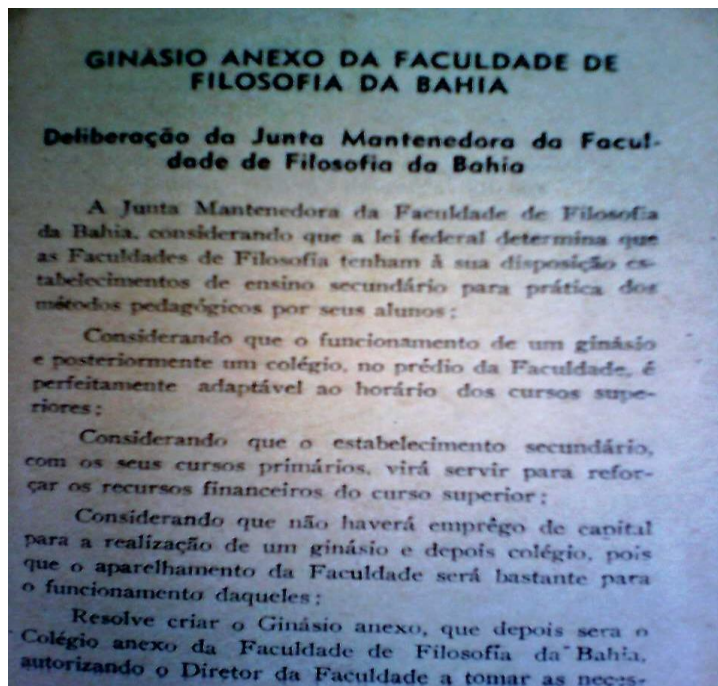 GINÁSIO ANEXO DA FACULDADE DE
FILOSOFIA DA BAHIA
Deliberação da Junta Mantenedora da Facul-
dade de Filosofia da Bahia
A Junta Mantenedora da Faculdade de Filosofia
da Bahia, considerando que a lei federal determina que
as Faculdades de Filosofia tenham à sua disposição es-
tabelecimentos de ensino secundário para prática dos
métodos pedagógicos por seus alunos;
Considerando que o funcionamento de um ginásio
e posteriormente um colégio, no prédio da Faculdade, é
perfeitamente adaptável ao horário dos cursos supe-
riores;
Considerando que o estabelecimento secundário,
com os seus cursos primários, virá servir para refor-
çar os recursos financeiros do curso superior;
Considerando que não haverá emprêgo de capital
para a realização de um ginásio e depois colégio, pois
que o aparelhamento da Faculdade será bastante para
o funcionamento daqueles;
Resolve criar o Ginásio anexo, que depois sera o
Colégio anexo da Faculdade de Filosofia da Bahia,
autorizando o Diretor da Faculdade a tomar as neces-